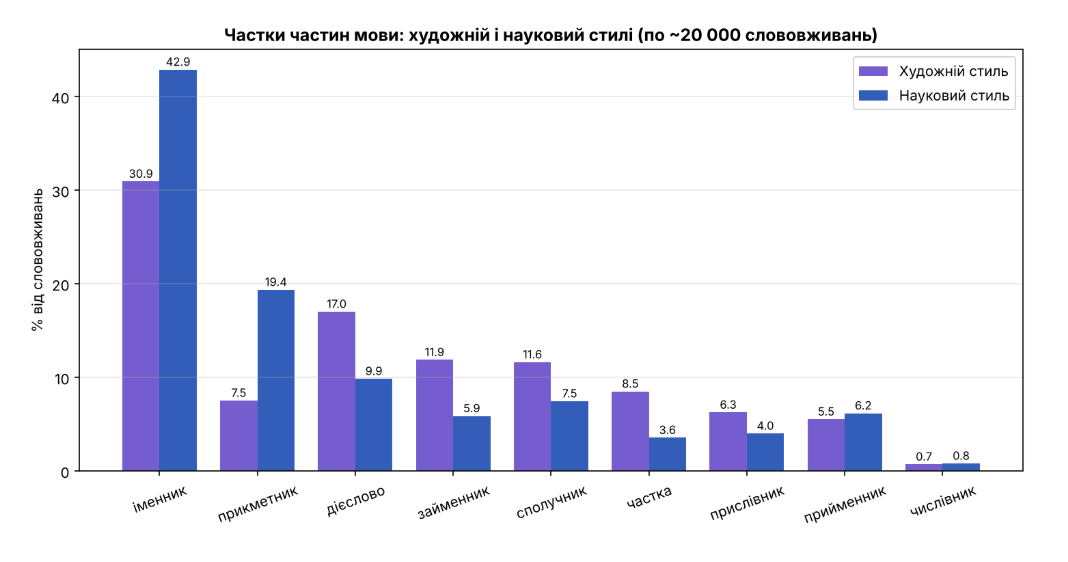 Частки частин мови: художній і науковий стилі (по ~20 000 слововживань)
Художній стиль
Науковий стиль
% від слововживань
40
30
20
10
0
30.9 42.9
7.5 19.4
17.0 9.9
11.9 5.9
11.6 7.5
8.5 3.6
6.3 4.0
5.5 6.2
0.7 0.8
іменник прикметник дієслово займенник сполучник частка прислівник прийменник числівник